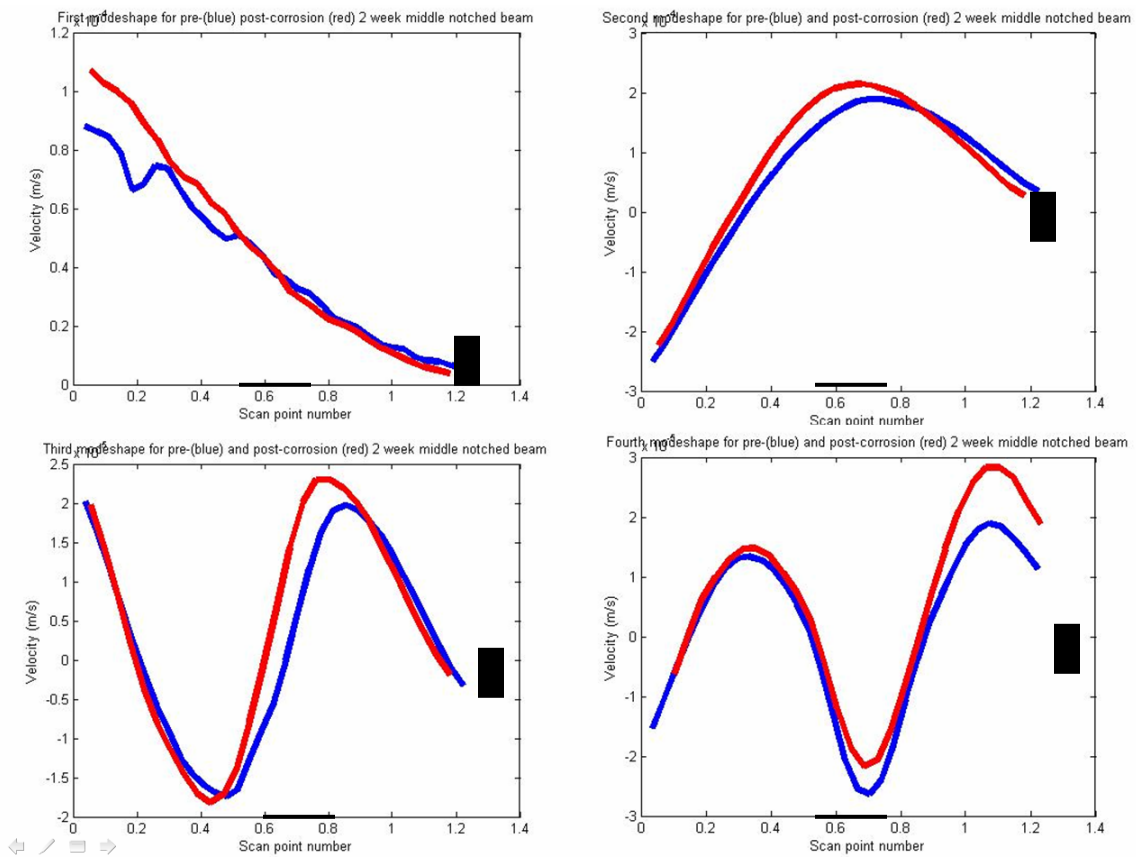 First modeshape for pre-(blue) post-corrosion (red) 2 week middle notched beam
x 10^-4
1.2
1
0.8
0.6
0.4
0.2
0
Velocity (m/s)
0 0.2 0.4 0.6 0.8 1 1.2 1.4
Scan point number
Second modeshape for pre-(blue) and post-corrosion (red) 2 week middle notched beam
x 10^-4
3
2
1
0
-1
-2
-3
Velocity (m/s)
0 0.2 0.4 0.6 0.8 1 1.2 1.4
Scan point number
Third modeshape for pre-(blue) and post-corrosion (red) 2 week middle notched beam
x 10^-5
2.5
2
1.5
1
0.5
0
-0.5
-1
-1.5
-2
Velocity (m/s)
0 0.2 0.4 0.6 0.8 1 1.2 1.4
Scan point number
Fourth modeshape for pre-(blue) and post-corrosion (red) 2 week middle notched beam
3
2
1
0
-1
-2
-3
Velocity (m/s)
0 0.2 0.4 0.6 0.8 1 1.2 1.4
Scan point number